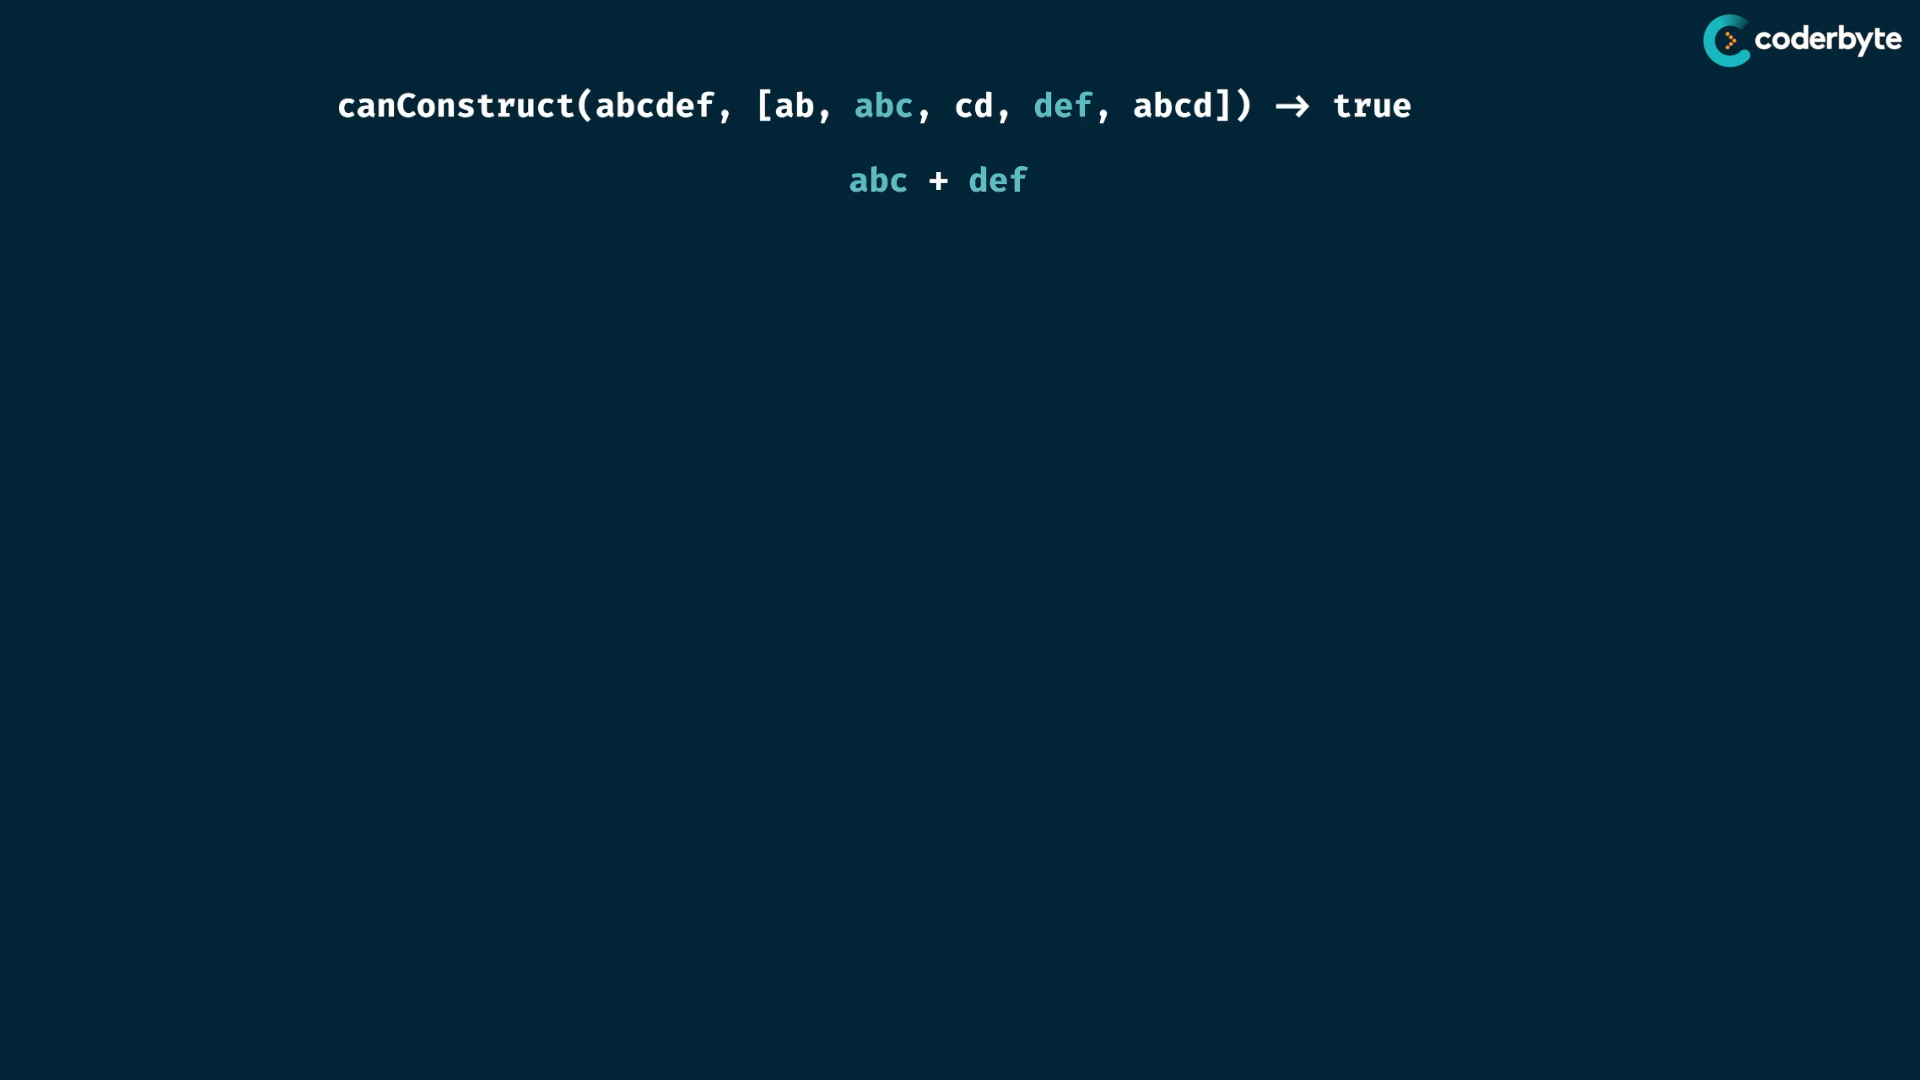 coderbyte
canConstruct(abcdef, [ab, abc, cd, def, abcd]) → true
abc + def